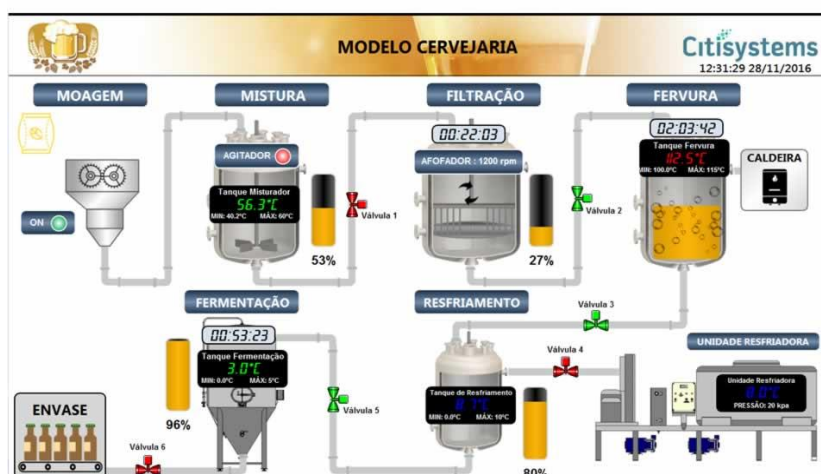 MODELO CERVEJARIA
Citisystems
12:31:29 28/11/2016
MOAGEM
MISTURA
FILTRAÇÃO
FERVURA
00:22:03
02:03:42
AGITADOR
AFOFADOR : 1200 rpm
Tanque Fervura
112.5°C
MIN: 100.0°C MÁX: 115°C
CALDEIRA
Tanque Misturador
56.3°C
MIN: 40.2°C MÁX: 60°C
ON
Válvula 1
Válvula 2
53%
27%
FERMENTAÇÃO
RESFRIAMENTO
Válvula 3
00:53:23
Válvula 4
UNIDADE RESFRIADORA
Tanque Fermentação
3.0°C
MIN: 0.0°C MÁX: 5°C
Tanque de Resfriamento
MIN: 0.0°C MÁX: 10°C
Unidade Resfriadora
PRESSÃO: 20 kpa
ENVASE
96%
Válvula 5
Válvula 6
80%